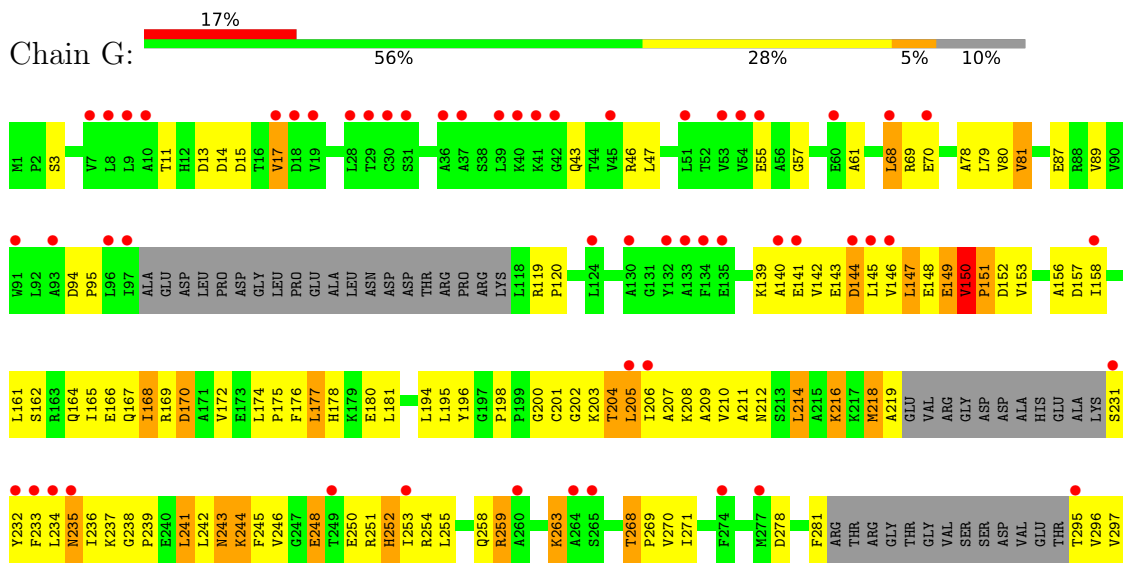 17%
Chain G:
56% 28% 5% 10%
M1 P2 S3 V7 L8 L9 A10 T11 H12 D13 D14 D15 T16 V17 D18 V19 L28 T29 C30 S31 A36 A37 S38 L39 K40 K41 G42 Q43 T44 V45 R46 L47 L51 T52 V53 V54 E55 A56 G57 E60 A61 L68 R69 E70 A78 L79 V80 V81 E87 R88 V89 V90
W91 L92 A93 D94 P95 L96 I97 ALA GLU ASP LEU PRO ASP GLY LEU PRO GLU ALA LEU ASN ASP ASP THR ARG PRO ARG LYS L118 R119 P120 L124 A130 G131 Y132 A133 F134 E135 K139 A140 E141 V142 E143 D144 L145 V146 L147 E148 E149 V150 P151 D152 V153 A156 D157 I158
L161 S162 R163 Q164 I165 E166 Q167 I168 R169 D170 A171 V172 E173 L174 P175 F176 L177 H178 K179 E180 L181 L194 L195 Y196 G197 P198 P199 G200 C201 G202 K203 T204 L205 I206 A207 K208 A209 V210 A211 N212 S213 L214 A215 K216 K217 M218 A219 GLU VAL ARG GLY ASP ASP ALA HIS GLU ALA LYS S231
Y232 F233 L234 N235 I236 K237 G238 P239 E240 L241 L242 N243 K244 F245 V246 G247 E248 T249 E250 R251 H252 I253 R254 L255 Q258 R259 A260 K263 A264 S265 T268 P269 V270 I271 F274 M277 D278 F281 ARG THR ARG GLY THR GLY VAL SER SER ASP VAL GLU THR T295 V296 V297